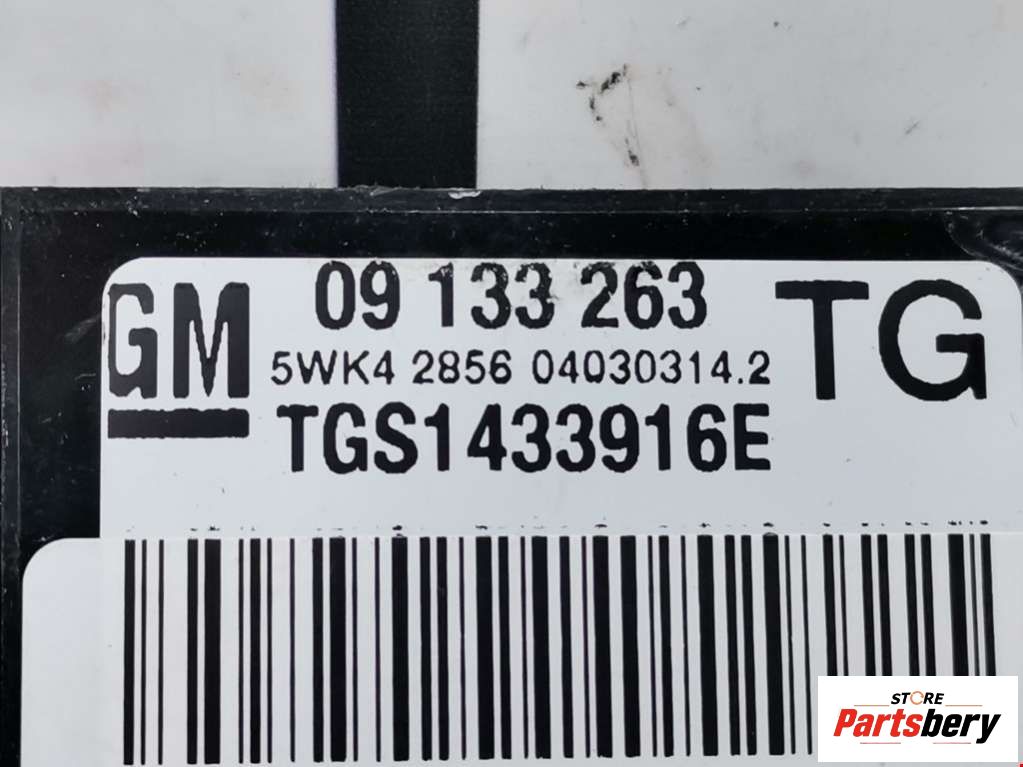 GM
09 133 263
TG
5WK4 2856 04030314.2
TGS1433916E
STORE
Partsbery